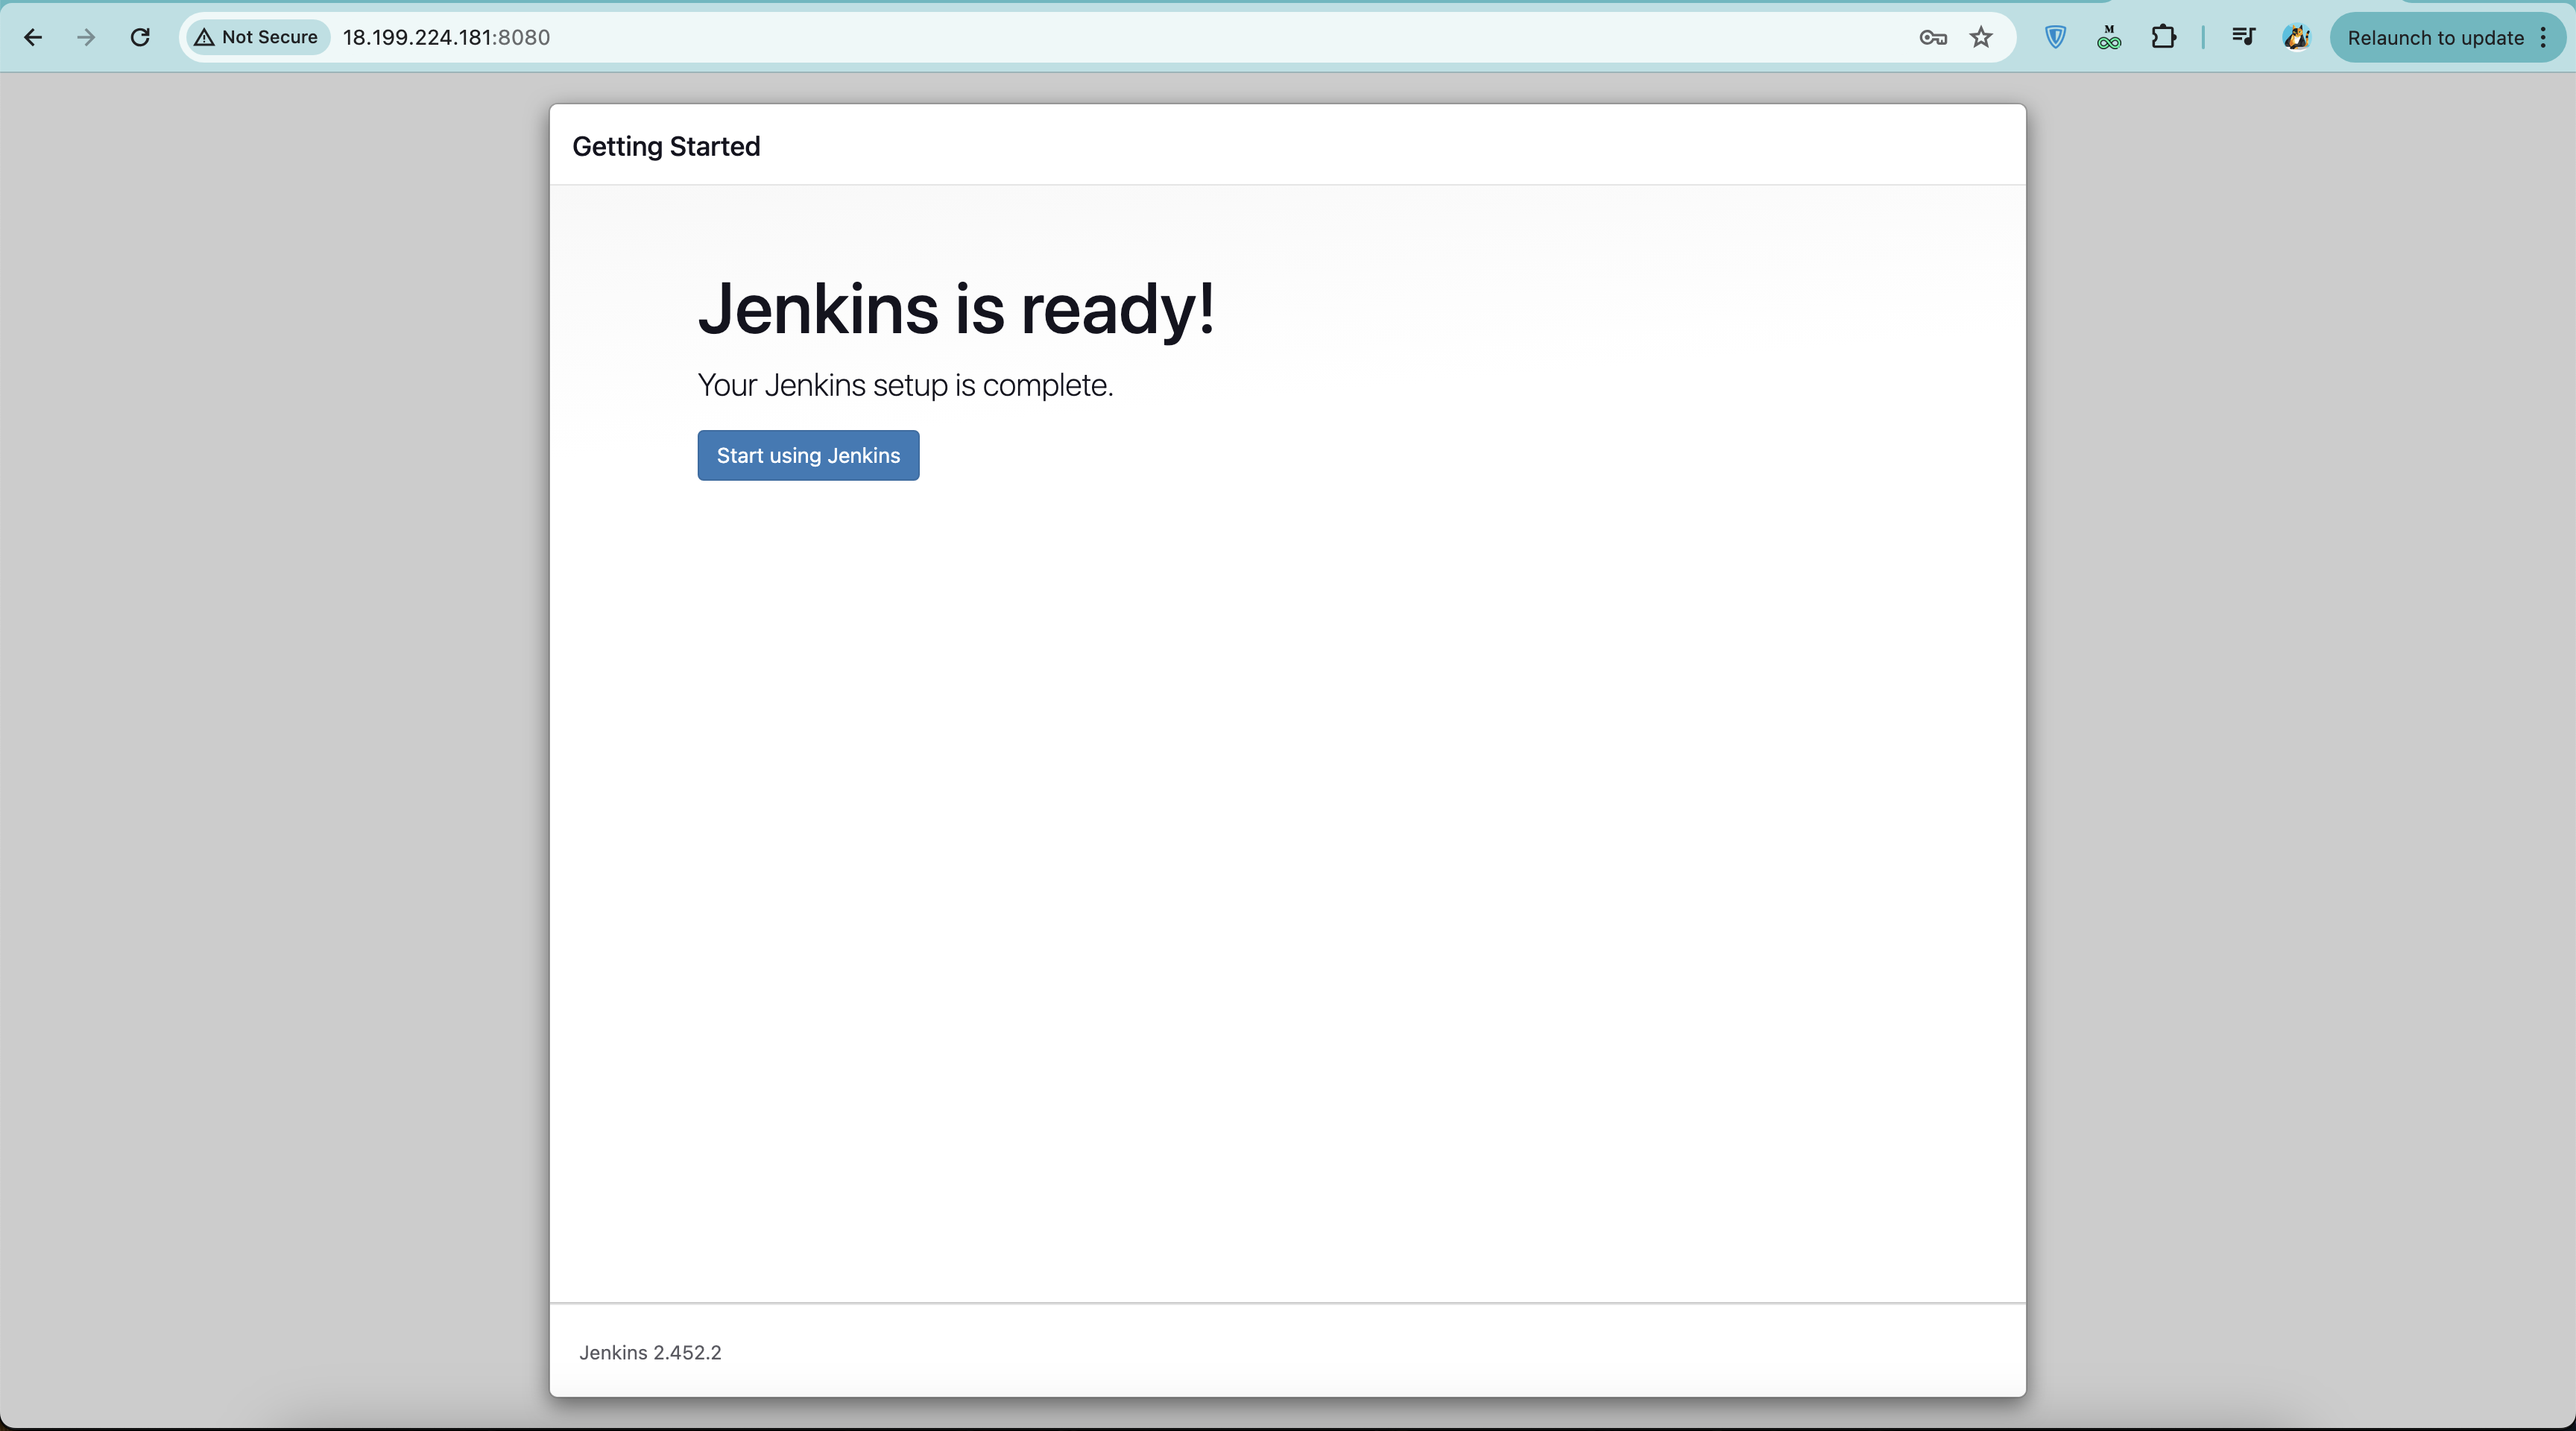 Not Secure 18.199.224.181:8080 M Relaunch to update
Getting Started
Jenkins is ready!
Your Jenkins setup is complete.
Start using Jenkins
Jenkins 2.452.2